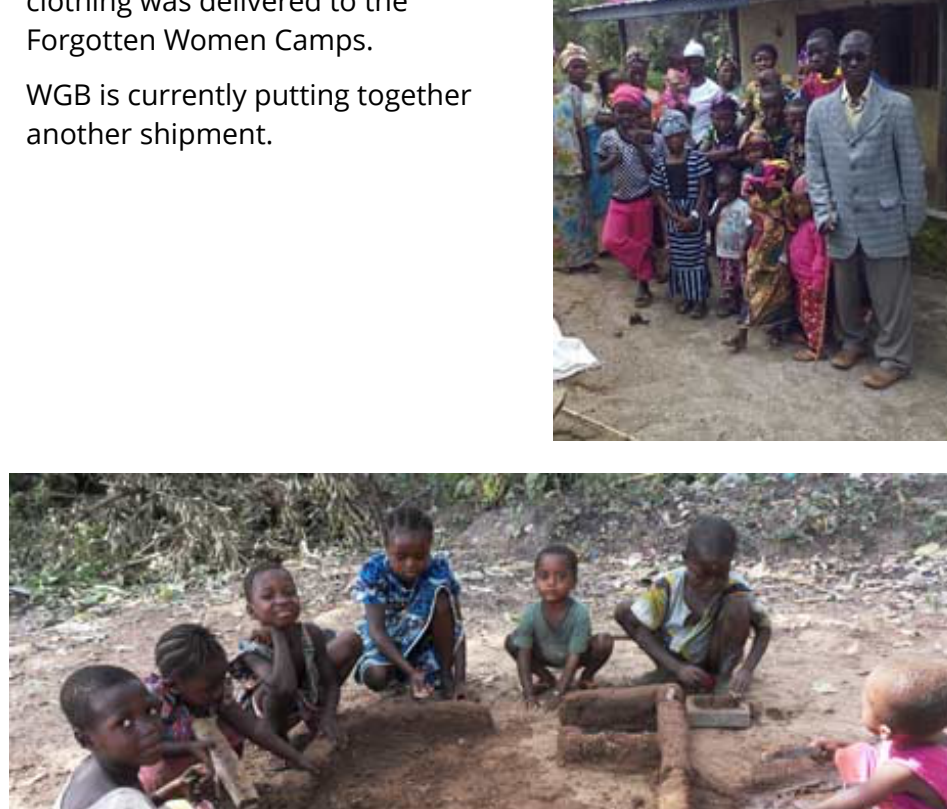 clothing was delivered to the
Forgotten Women Camps.
WGB is currently putting together
another shipment.